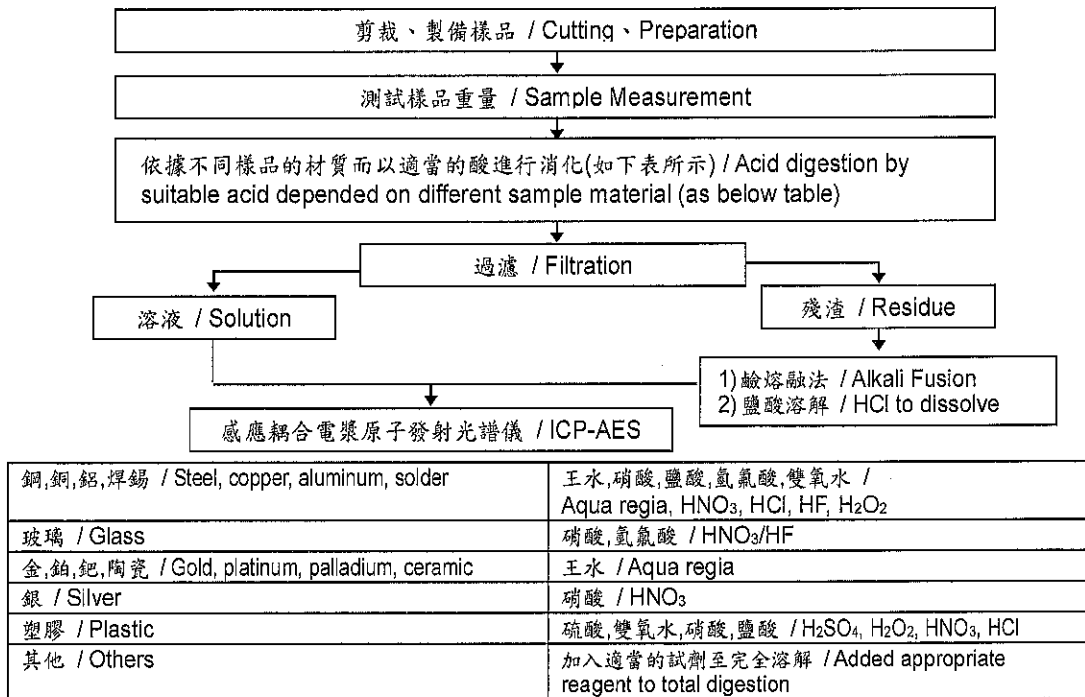 剪裁、製備樣品 / Cutting、Preparation
測試樣品重量 / Sample Measurement
依據不同樣品的材質而以適當的酸進行消化(如下表所示) / Acid digestion by
suitable acid depended on different sample material (as below table)
過濾 / Filtration
溶液 / Solution
殘渣 / Residue
1)鹼熔融法 / Alkali Fusion
2)鹽酸溶解 / HCl to dissolve
感應耦合電漿原子發射光譜儀 / ICP-AES
鋼,銅,鋁,焊錫 / Steel, copper, aluminum, solder
王水,硝酸,鹽酸,氫氟酸,雙氧水 /
Aqua regia, HNO₃, HCl, HF, H₂O₂
玻璃 / Glass
硝酸,氫氟酸 / HNO₃/HF
金,鉑,鈀,陶瓷 / Gold, platinum, palladium, ceramic
王水 / Aqua regia
銀 / Silver
硝酸 / HNO₃
塑膠 / Plastic
硫酸,雙氧水,硝酸,鹽酸 / H₂SO₄, H₂O₂, HNO₃, HCl
其他 / Others
加入適當的試劑至完全溶解 / Added appropriate
reagent to total digestion